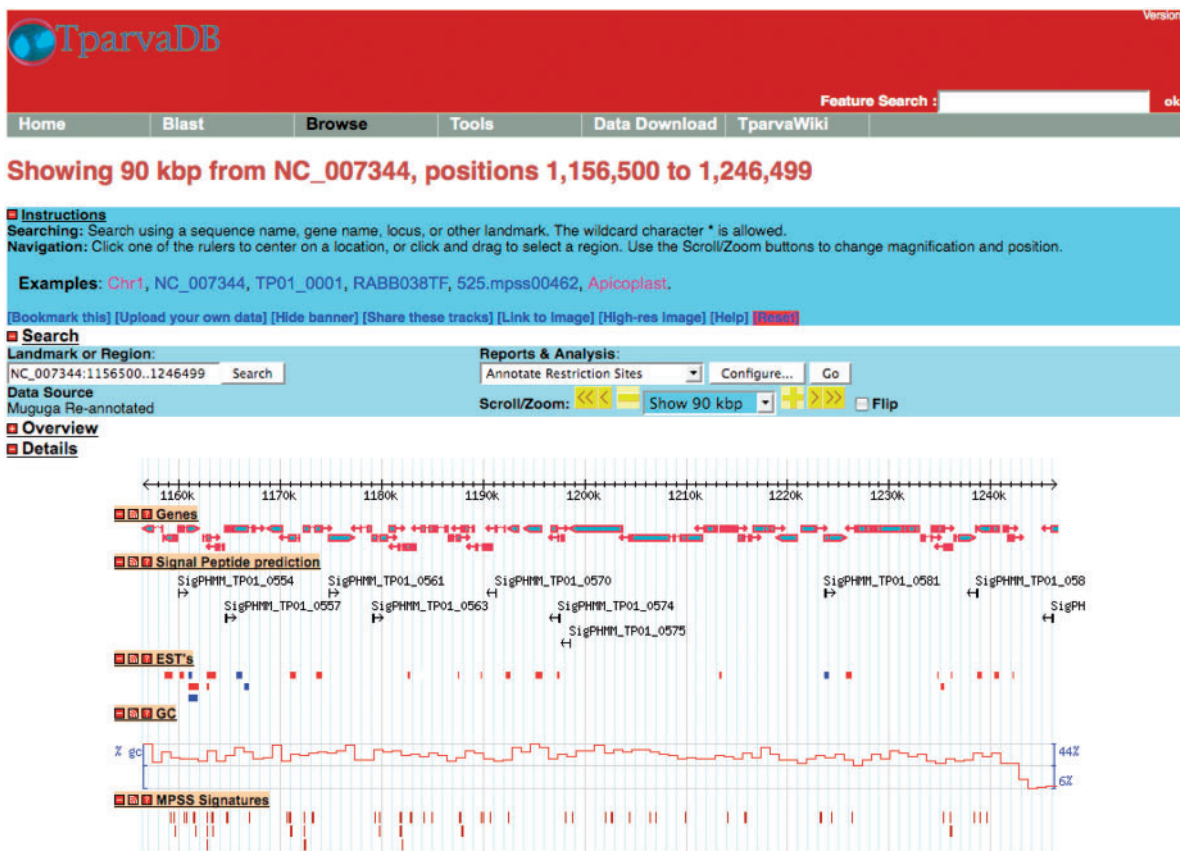 Version
TparvaDB
Feature Search :
ok
Home Blast Browse Tools Data Download TparvaWiki
Showing 90 kbp from NC_007344, positions 1,156,500 to 1,246,499
Instructions
Searching: Search using a sequence name, gene name, locus, or other landmark. The wildcard character * is allowed.
Navigation: Click one of the rulers to center on a location, or click and drag to select a region. Use the Scroll/Zoom buttons to change magnification and position.
Examples: Chr1, NC_007344, TP01_0001, RABB038TF, 525.mpss00462, Apicoplast.
[Bookmark this] [Upload your own data] [Hide banner] [Share these tracks] [Link to Image] [High-res Image] [Help] [Reset]
Search
Landmark or Region: Reports & Analysis:
NC_007344:1156500..1246499 Search Annotate Restriction Sites Configure... Go
Data Source
Muguga Re-annotated
Scroll/Zoom: Show 90 kbp Flip
Overview
Details
1160k 1170k 1180k 1190k 1200k 1210k 1220k 1230k 1240k
Genes
Signal Peptide prediction
SigPHMM_TP01_0554 SigPHMM_TP01_0561 SigPHMM_TP01_0570 SigPHMM_TP01_0581 SigPHMM_TP01_058
SigPHMM_TP01_0557 SigPHMM_TP01_0563 SigPHMM_TP01_0574 SigPH
SigPHMM_TP01_0575
EST's
GC
% gc 44%
6%
MPSS Signatures